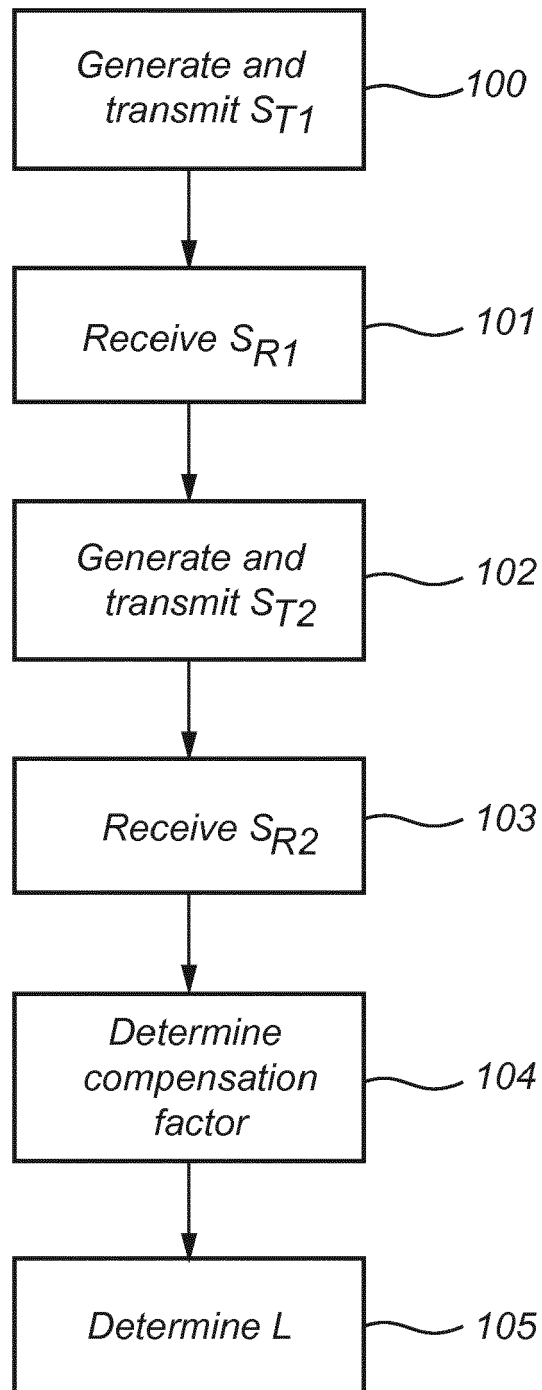 Generate and
transmit ST1
100
Receive SR1
101
Generate and
transmit ST2
102
Receive SR2
103
Determine
compensation
factor
104
Determine L
105